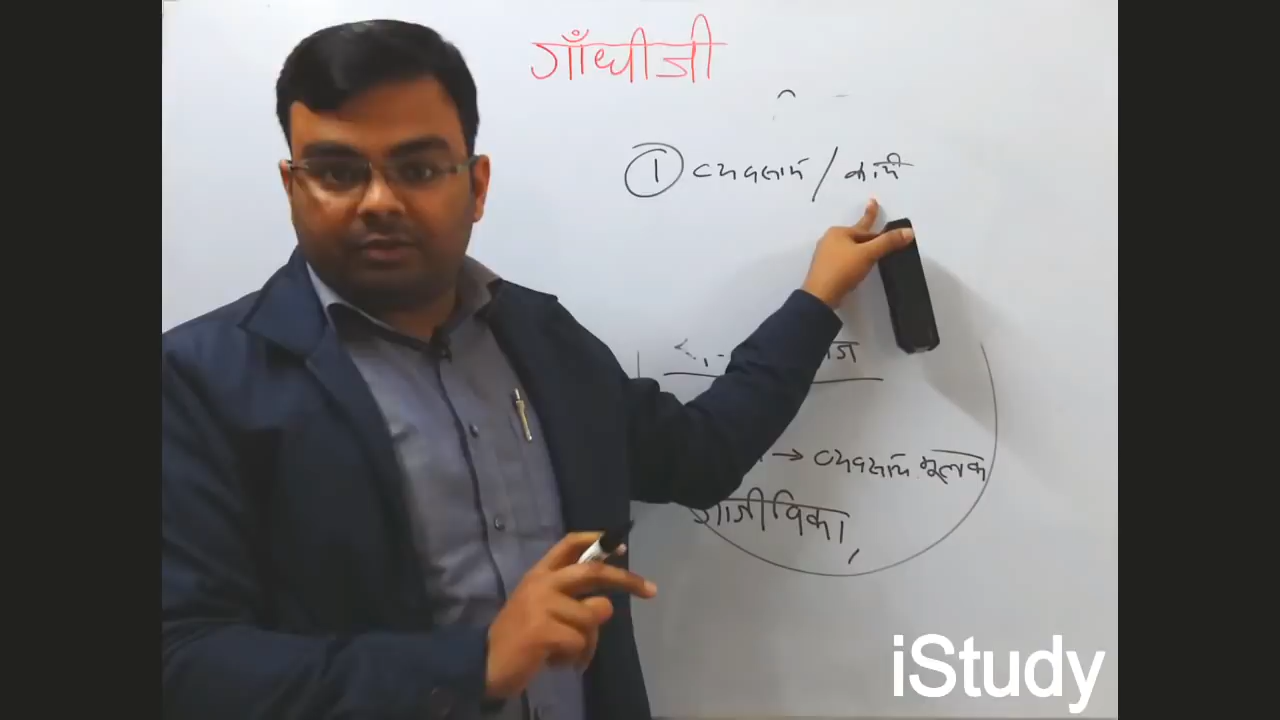 गाँधीजी
① व्यवसाय / कार्य
→ व्यवसाय मूलक
आजीविका,
iStudy